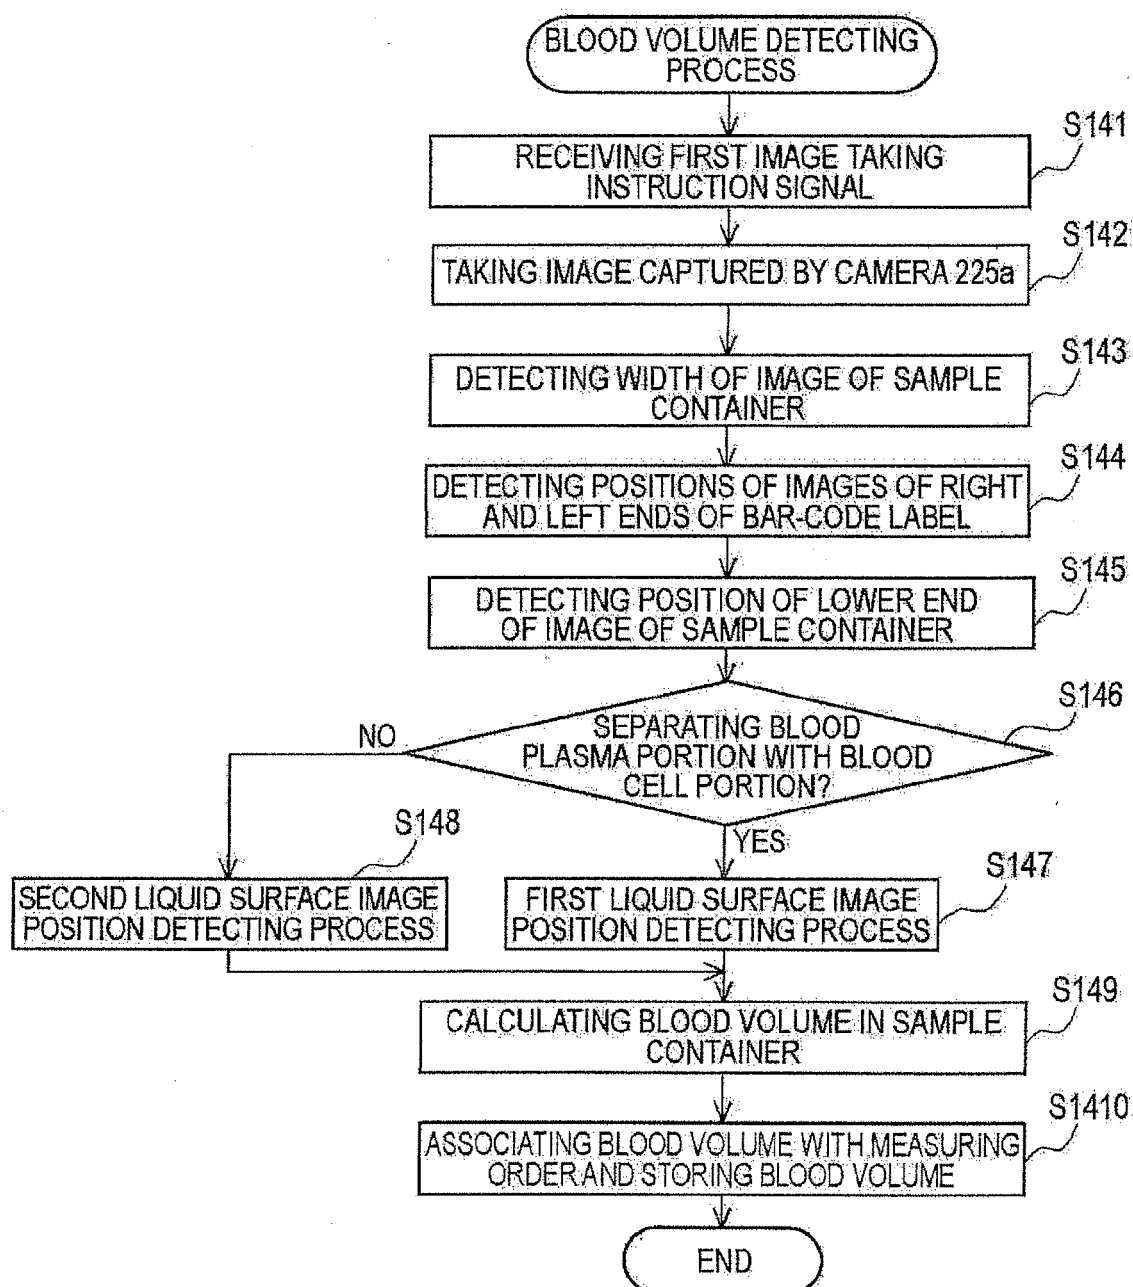 BLOOD VOLUME DETECTING
PROCESS
S141
RECEIVING FIRST IMAGE TAKING
INSTRUCTION SIGNAL
S142
TAKING IMAGE CAPTURED BY CAMERA 225a
S143
DETECTING WIDTH OF IMAGE OF SAMPLE
CONTAINER
S144
DETECTING POSITIONS OF IMAGES OF RIGHT
AND LEFT ENDS OF BAR-CODE LABEL
S145
DETECTING POSITION OF LOWER END
OF IMAGE OF SAMPLE CONTAINER
S146
SEPARATING BLOOD
PLASMA PORTION WITH BLOOD
CELL PORTION?
NO
YES
S148
SECOND LIQUID SURFACE IMAGE
POSITION DETECTING PROCESS
S147
FIRST LIQUID SURFACE IMAGE
POSITION DETECTING PROCESS
S149
CALCULATING BLOOD VOLUME IN SAMPLE
CONTAINER
S1410
ASSOCIATING BLOOD VOLUME WITH MEASURING
ORDER AND STORING BLOOD VOLUME
END